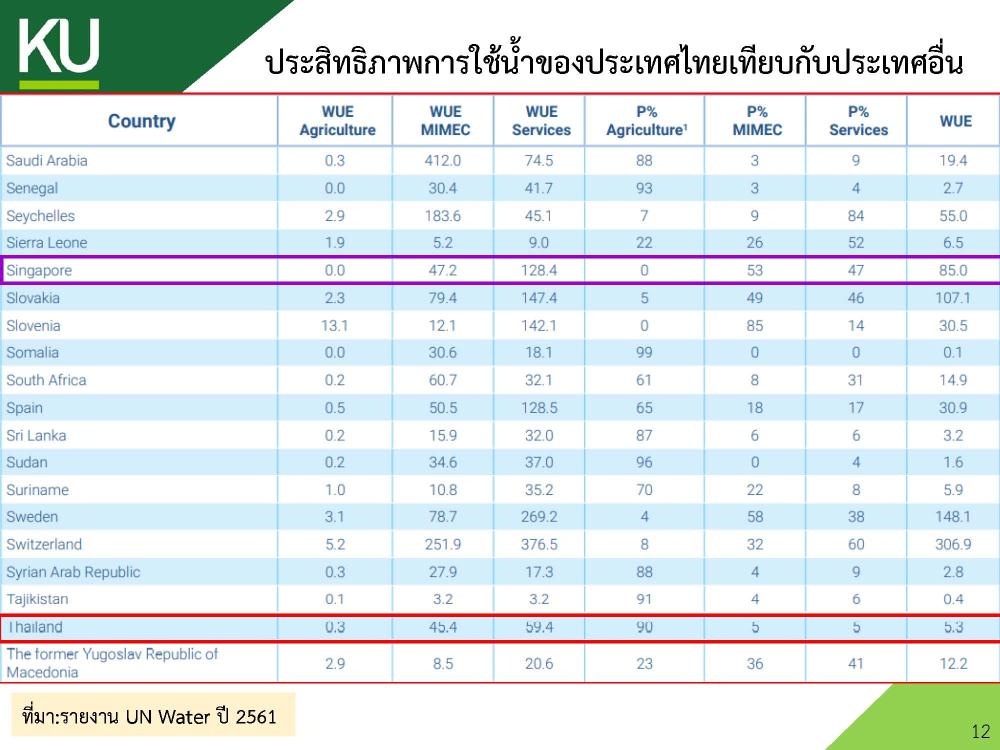 KU
ประสิทธิภาพการใช้น้ำของประเทศไทยเทียบกับประเทศอื่น
Country WUE Agriculture WUE MIMEC WUE Services P% Agriculture¹ P% MIMEC P% Services WUE
Saudi Arabia 0.3 412.0 74.5 88 3 9 19.4
Senegal 0.0 30.4 41.7 93 3 4 2.7
Seychelles 2.9 183.6 45.1 7 9 84 55.0
Sierra Leone 1.9 5.2 9.0 22 26 52 6.5
Singapore 0.0 47.2 128.4 0 53 47 85.0
Slovakia 2.3 79.4 147.4 5 49 46 107.1
Slovenia 13.1 12.1 142.1 0 85 14 30.5
Somalia 0.0 30.6 18.1 99 0 0 0.1
South Africa 0.2 60.7 32.1 61 8 31 14.9
Spain 0.5 50.5 128.5 65 18 17 30.9
Sri Lanka 0.2 15.9 32.0 87 6 6 3.2
Sudan 0.2 34.6 37.0 96 0 4 1.6
Suriname 1.0 10.8 35.2 70 22 8 5.9
Sweden 3.1 78.7 269.2 4 58 38 148.1
Switzerland 5.2 251.9 376.5 8 32 60 306.9
Syrian Arab Republic 0.3 27.9 17.3 88 4 9 2.8
Tajikistan 0.1 3.2 3.2 91 4 6 0.4
Thailand 0.3 45.4 59.4 90 5 5 5.3
The former Yugoslav Republic of
Macedonia 2.9 8.5 20.6 23 36 41 12.2
ที่มา:รายงาน UN Water ปี 2561
12